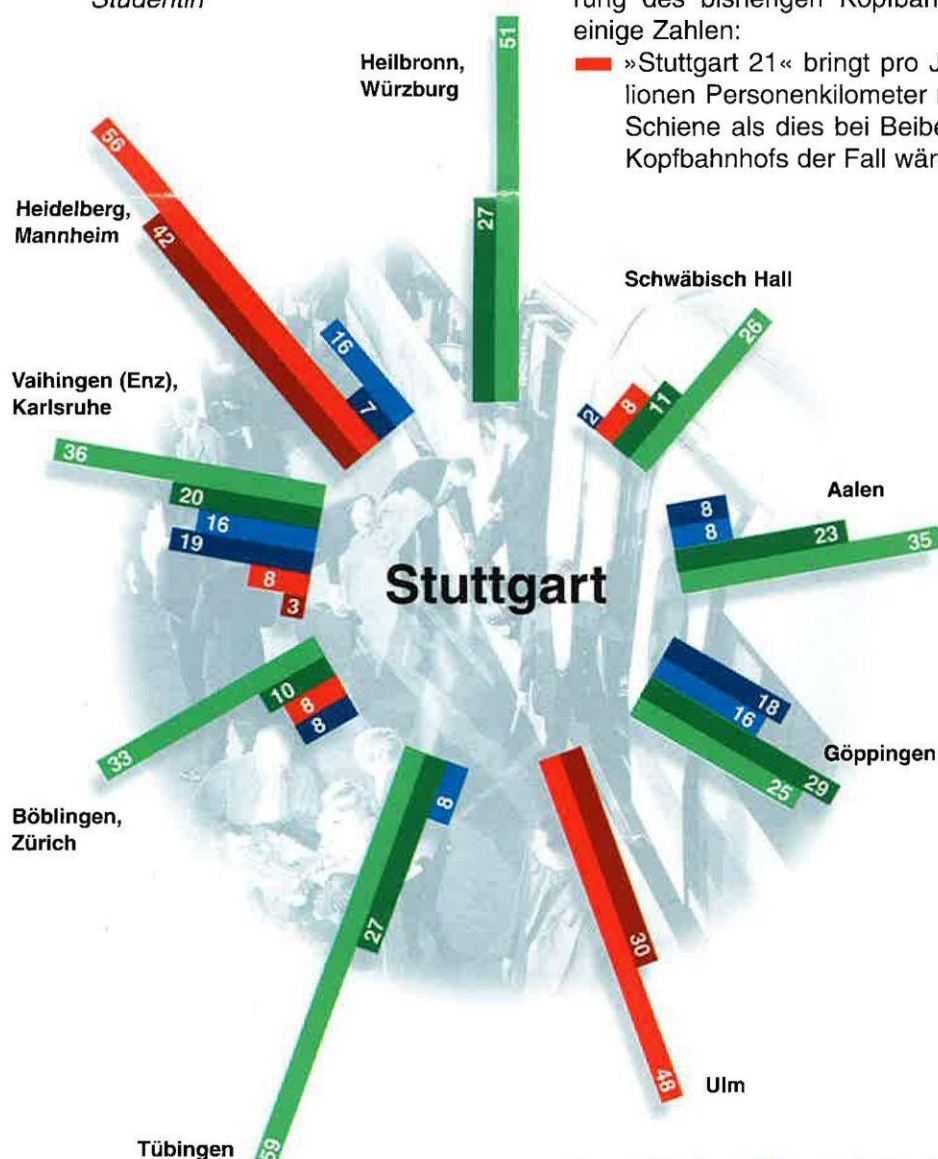 Studentin
rung des bisherigen Kopfbahn
einige Zahlen:
»Stuttgart 21« bringt pro J
lionen Personenkilometer
Schiene als dies bei Beibe
Kopfbahnhofs der Fall wär
Heilbronn,
Würzburg
51
27
Heidelberg,
Mannheim
56
42
16
7
Schwäbisch Hall
2
8
11
26
Vaihingen (Enz),
Karlsruhe
36
20
16
19
8
3
Aalen
8
8
23
35
Stuttgart
Böblingen,
Zürich
33
10
8
8
Göppingen
18
16
29
25
Tübingen
59
27
8
Ulm
30
48